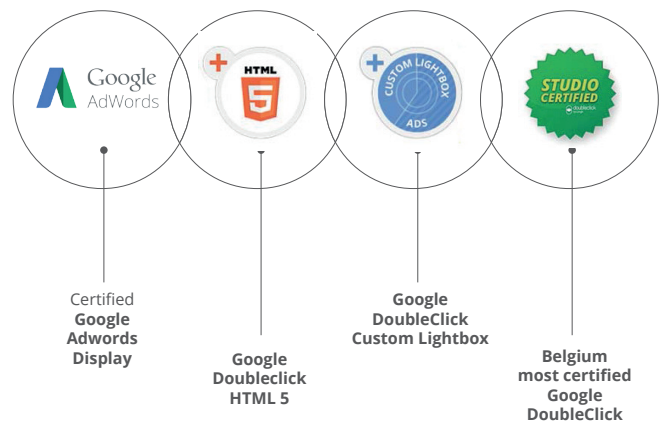 Google
AdWords
HTML
5
CUSTOM LIGHTBOX
ADS
STUDIO
CERTIFIED
doubleclick
Certified
Google
Adwords
Display
Google
Doubleclick
HTML 5
Google
DoubleClick
Custom Lightbox
Belgium
most certified
Google
DoubleClick